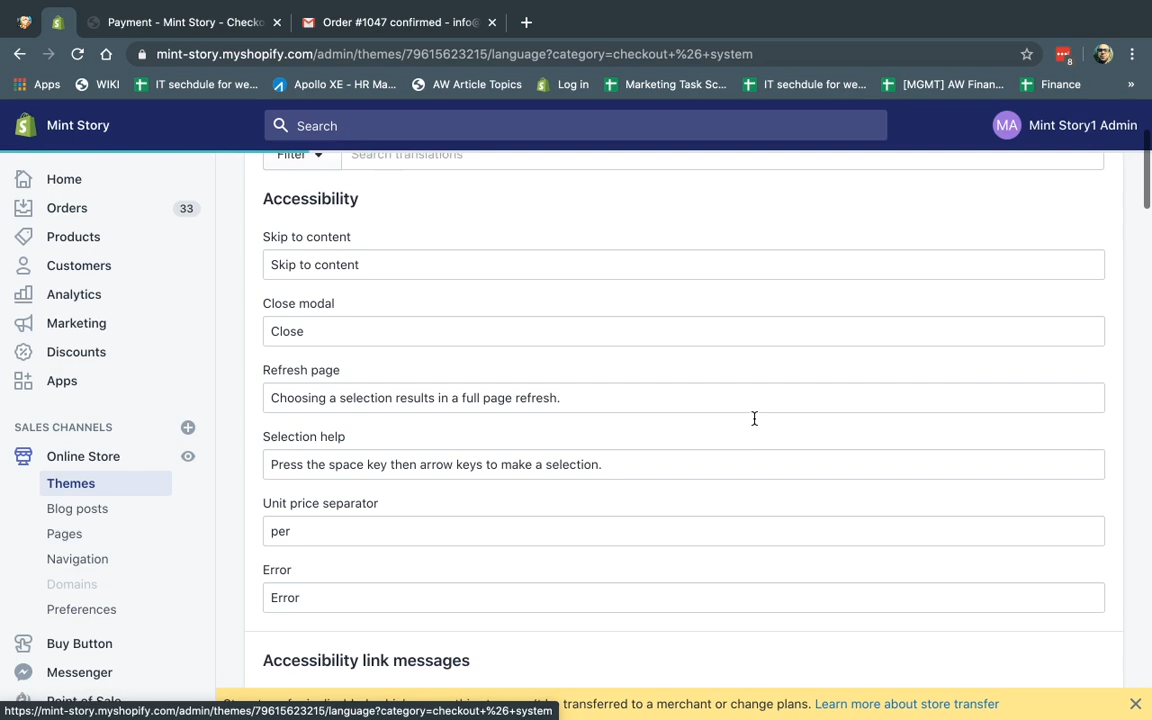 Payment - Mint Story - Checko
Order #1047 confirmed - info@
mint-story.myshopify.com/admin/themes/79615623215/language?category=checkout+%26+system
8
Apps
WIKI
IT sechdule for we...
Apollo XE - HR Ma...
AW Article Topics
Log in
Marketing Task Sc...
IT sechdule for we...
[MGMT] AW Finan...
Finance
»
Mint Story
Search
MA
Mint Story1 Admin
Home
Orders
33
Products
Customers
Analytics
Marketing
Discounts
Apps
SALES CHANNELS
Online Store
Themes
Blog posts
Pages
Navigation
Domains
Preferences
Buy Button
Messenger
Point of Sale
Filter
Search translations
Accessibility
Skip to content
Skip to content
Close modal
Close
Refresh page
Choosing a selection results in a full page refresh.
Selection help
Press the space key then arrow keys to make a selection.
Unit price separator
per
Error
Error
Accessibility link messages
transferred to a merchant or change plans. Learn more about store transfer
https://mint-story.myshopify.com/admin/themes/79615623215/language?category=checkout+%26+system